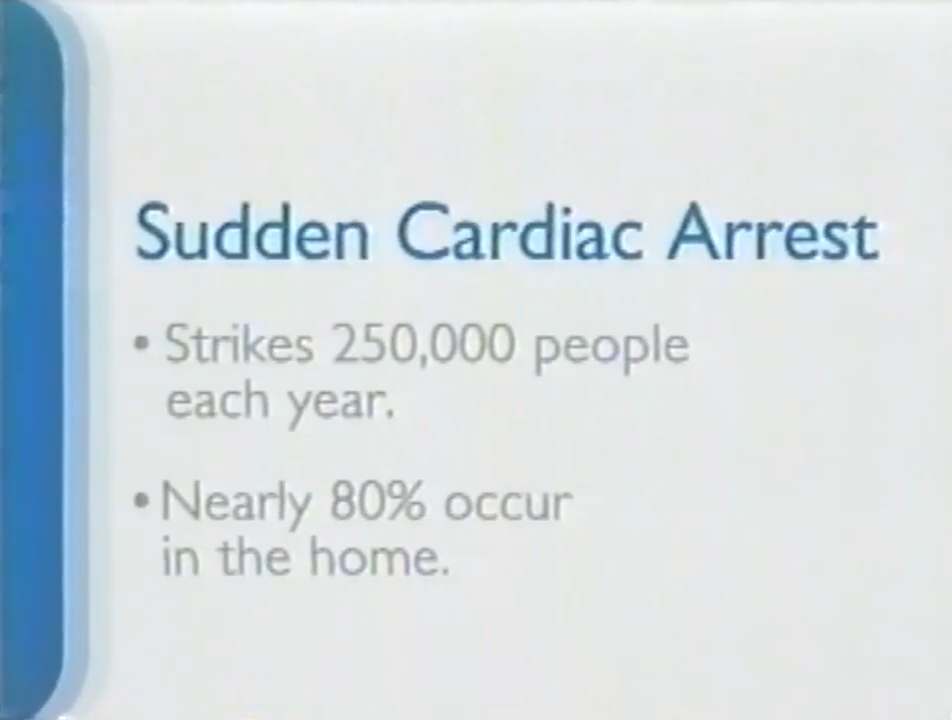 Sudden Cardiac Arrest
• Strikes 250,000 people
each year.
• Nearly 80% occur
in the home.